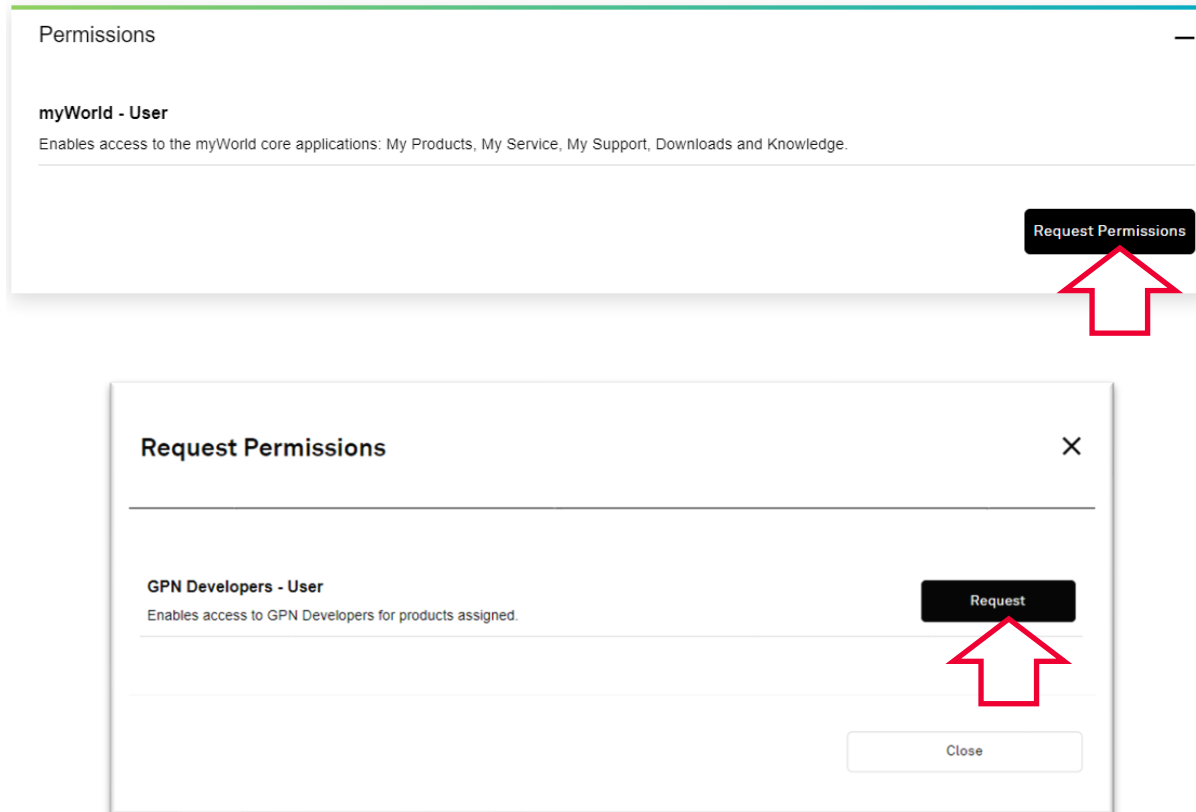 Permissions
myWorld - User
Enables access to the myWorld core applications: My Products, My Service, My Support, Downloads and Knowledge.
Request Permissions
Request Permissions
GPN Developers - User
Enables access to GPN Developers for products assigned.
Request
Close